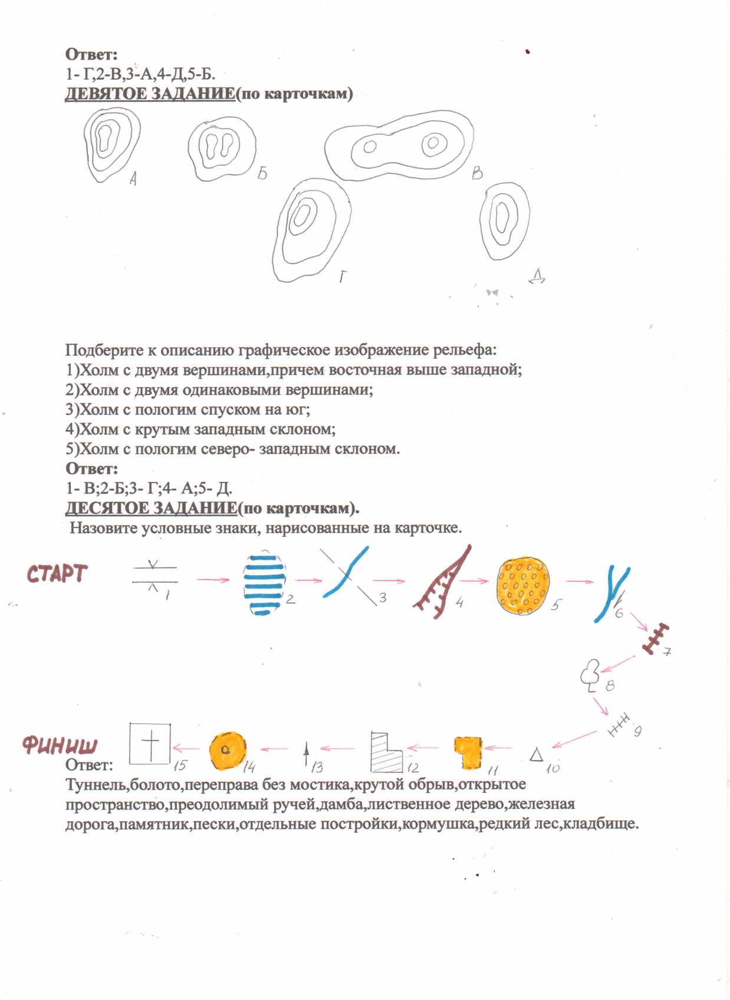 Ответ:
1- Г,2-В,3-А,4-Д,5-Б.
ДЕВЯТОЕ ЗАДАНИЕ(по карточкам)
А
Б
В
Г
Д
Подберите к описанию графическое изображение рельефа:
1)Холм с двумя вершинами,причем восточная выше западной;
2)Холм с двумя одинаковыми вершинами;
3)Холм с пологим спуском на юг;
4)Холм с крутым западным склоном;
5)Холм с пологим северо- западным склоном.
Ответ:
1- В;2-Б;3- Г;4- А;5- Д.
ДЕСЯТОЕ ЗАДАНИЕ(по карточкам).
Назовите условные знаки, нарисованные на карточке.
СТАРТ
1
2
3
4
5
6
7
8
9
ФИНИШ
15
14
13
12
11
10
Ответ:
Туннель,болото,переправа без мостика,крутой обрыв,открытое
пространство,преодолимый ручей,дамба,лиственное дерево,железная
дорога,памятник,пески,отдельные постройки,кормушка,редкий лес,кладбище.